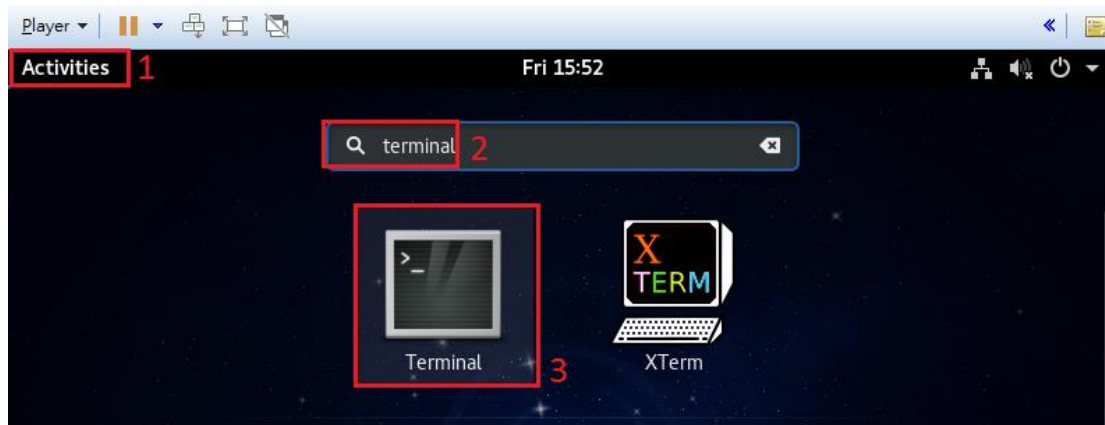 Player
Activities 1
Fri 15:52
terminal 2
>_
X
TERM
Terminal 3
XTerm